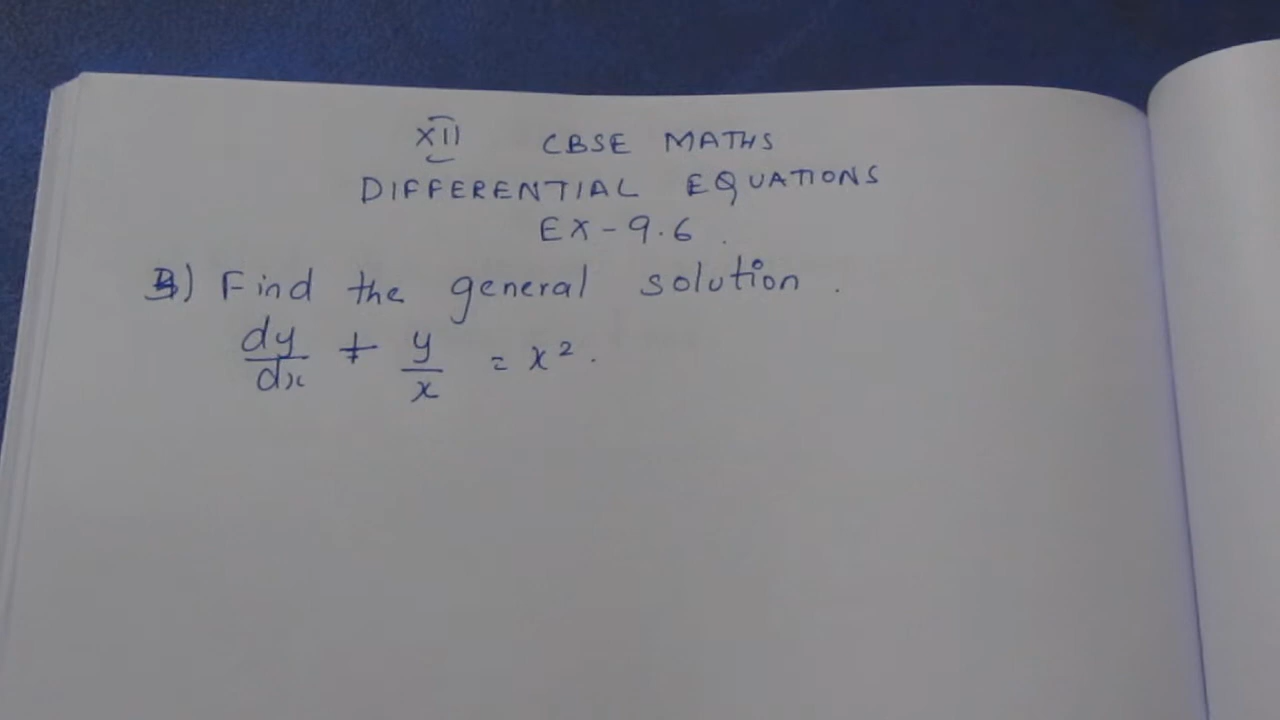 XII CBSE MATHS
DIFFERENTIAL EQUATIONS
EX-9.6.
3) Find the general solution.
dy/dx + y/x = x².